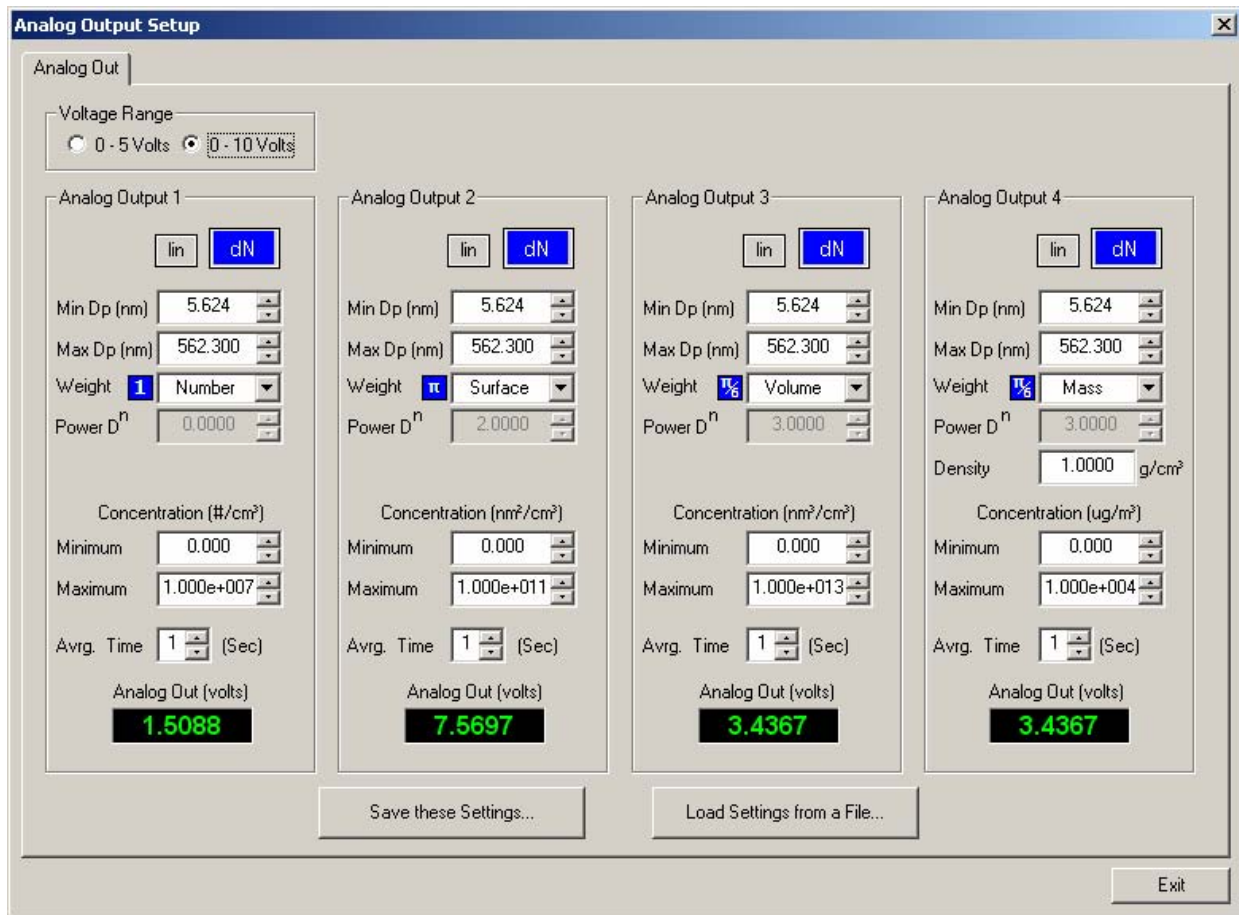 Analog Output Setup
Analog Out
Voltage Range
0 - 5 Volts 0 - 10 Volts
Analog Output 1
lin dN
Min Dp (nm) 5.624
Max Dp (nm) 562.300
Weight 1 Number
Power Dⁿ 0.0000
Concentration (#/cm³)
Minimum 0.000
Maximum 1.000e+007
Avrg. Time 1 (Sec)
Analog Out (volts)
1.5088
Analog Output 2
lin dN
Min Dp (nm) 5.624
Max Dp (nm) 562.300
Weight π Surface
Power Dⁿ 2.0000
Concentration (nm²/cm³)
Minimum 0.000
Maximum 1.000e+011
Avrg. Time 1 (Sec)
Analog Out (volts)
7.5697
Analog Output 3
lin dN
Min Dp (nm) 5.624
Max Dp (nm) 562.300
Weight π/6 Volume
Power Dⁿ 3.0000
Concentration (nm³/cm³)
Minimum 0.000
Maximum 1.000e+013
Avrg. Time 1 (Sec)
Analog Out (volts)
3.4367
Analog Output 4
lin dN
Min Dp (nm) 5.624
Max Dp (nm) 562.300
Weight π/6 Mass
Power Dⁿ 3.0000
Density 1.0000 g/cm³
Concentration (ug/m³)
Minimum 0.000
Maximum 1.000e+004
Avrg. Time 1 (Sec)
Analog Out (volts)
3.4367
Save these Settings... Load Settings from a File...
Exit